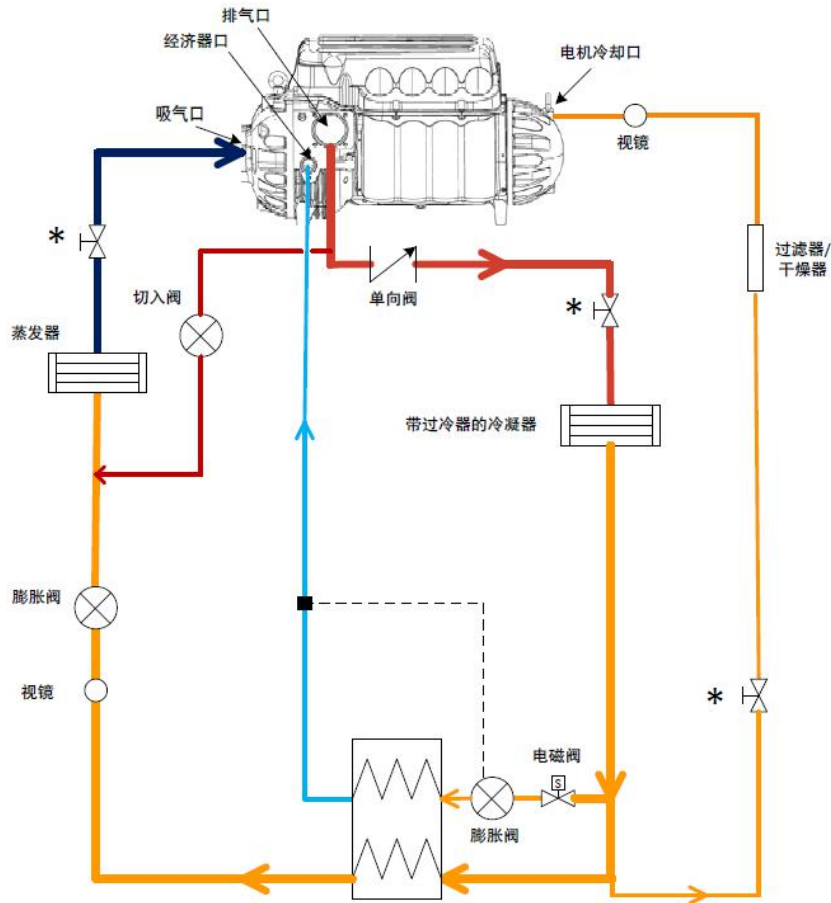 排气口
经济器口
电机冷却口
吸气口
视镜
*
切入阀
单向阀
*
过滤器/
干燥器
蒸发器
带过冷器的冷凝器
膨胀阀
视镜
*
电磁阀
S
膨胀阀